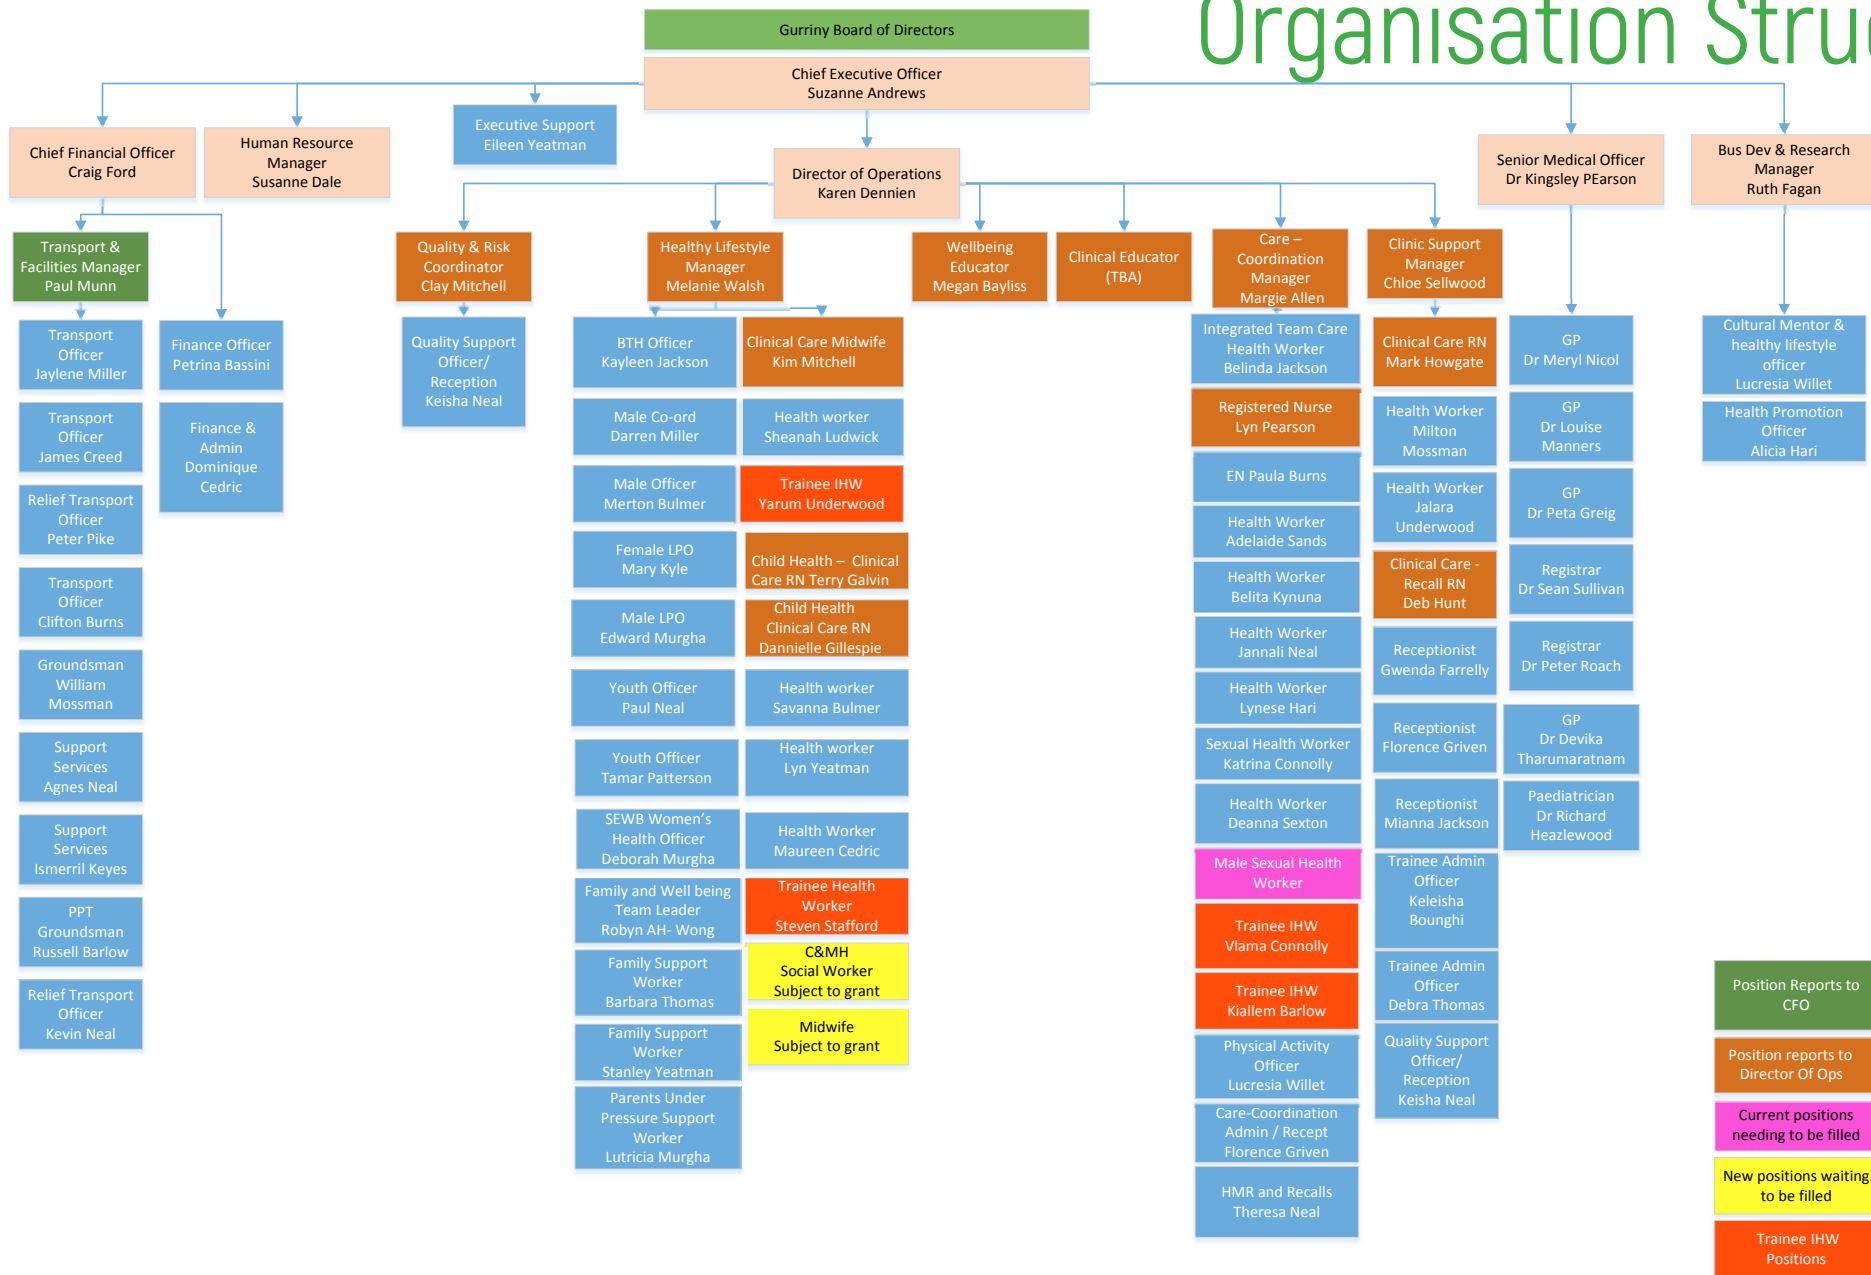 Organisation Struc
Gurriny Board of Directors
Chief Executive Officer
Suzanne Andrews
Executive Support
Eileen Yeatman
Chief Financial Officer
Craig Ford
Human Resource
Manager
Susanne Dale
Director of Operations
Karen Dennien
Senior Medical Officer
Dr Kingsley PEarson
Bus Dev & Research
Manager
Ruth Fagan
Transport &
Facilities Manager
Paul Munn
Quality & Risk
Coordinator
Clay Mitchell
Healthy Lifestyle
Manager
Melanie Walsh
Wellbeing
Educator
Megan Bayliss
Clinical Educator
(TBA)
Care –
Coordination
Manager
Margie Allen
Clinic Support
Manager
Chloe Sellwood
Transport
Officer
Jaylene Miller
Transport
Officer
James Creed
Relief Transport
Officer
Peter Pike
Transport
Officer
Clifton Burns
Groundsman
William
Mossman
Support
Services
Agnes Neal
Support
Services
Ismerril Keyes
PPT
Groundsman
Russell Barlow
Relief Transport
Officer
Kevin Neal
Finance Officer
Petrina Bassini
Finance &
Admin
Dominique
Cedric
Quality Support
Officer/
Reception
Keisha Neal
BTH Officer
Kayleen Jackson
Male Co-ord
Darren Miller
Male Officer
Merton Bulmer
Female LPO
Mary Kyle
Male LPO
Edward Murgha
Youth Officer
Paul Neal
Youth Officer
Tamar Patterson
SEWB Women’s
Health Officer
Deborah Murgha
Family and Well being
Team Leader
Robyn AH- Wong
Family Support
Worker
Barbara Thomas
Family Support
Worker
Stanley Yeatman
Parents Under
Pressure Support
Worker
Lutricia Murgha
Clinical Care Midwife
Kim Mitchell
Health worker
Sheanah Ludwick
Trainee IHW
Yarum Underwood
Child Health – Clinical
Care RN Terry Galvin
Child Health
Clinical Care RN
Dannielle Gillespie
Health worker
Savanna Bulmer
Health worker
Lyn Yeatman
Health Worker
Maureen Cedric
Trainee Health
Worker
Steven Stafford
C&MH
Social Worker
Subject to grant
Midwife
Subject to grant
Integrated Team Care
Health Worker
Belinda Jackson
Registered Nurse
Lyn Pearson
EN Paula Burns
Health Worker
Adelaide Sands
Health Worker
Belita Kynuna
Health Worker
Jannali Neal
Health Worker
Lynese Hari
Sexual Health Worker
Katrina Connolly
Health Worker
Deanna Sexton
Male Sexual Health
Worker
Trainee IHW
Vlama Connolly
Trainee IHW
Kiallem Barlow
Physical Activity
Officer
Lucresia Willet
Care-Coordination
Admin / Recept
Florence Griven
HMR and Recalls
Theresa Neal
Clinical Care RN
Mark Howgate
Health Worker
Milton
Mossman
Health Worker
Jalara
Underwood
Clinical Care -
Recall RN
Deb Hunt
Receptionist
Gwenda Farrelly
Receptionist
Florence Griven
Receptionist
Mianna Jackson
Trainee Admin
Officer
Keleisha
Bounghi
Trainee Admin
Officer
Debra Thomas
Quality Support
Officer/
Reception
Keisha Neal
GP
Dr Meryl Nicol
GP
Dr Louise
Manners
GP
Dr Peta Greig
Registrar
Dr Sean Sullivan
Registrar
Dr Peter Roach
GP
Dr Devika
Tharumaratnam
Paediatrician
Dr Richard
Heazlewood
Cultural Mentor &
healthy lifestyle
officer
Lucresia Willet
Health Promotion
Officer
Alicia Hari
Position Reports to
CFO
Position reports to
Director Of Ops
Current positions
needing to be filled
New positions waiting
to be filled
Trainee IHW
Positions